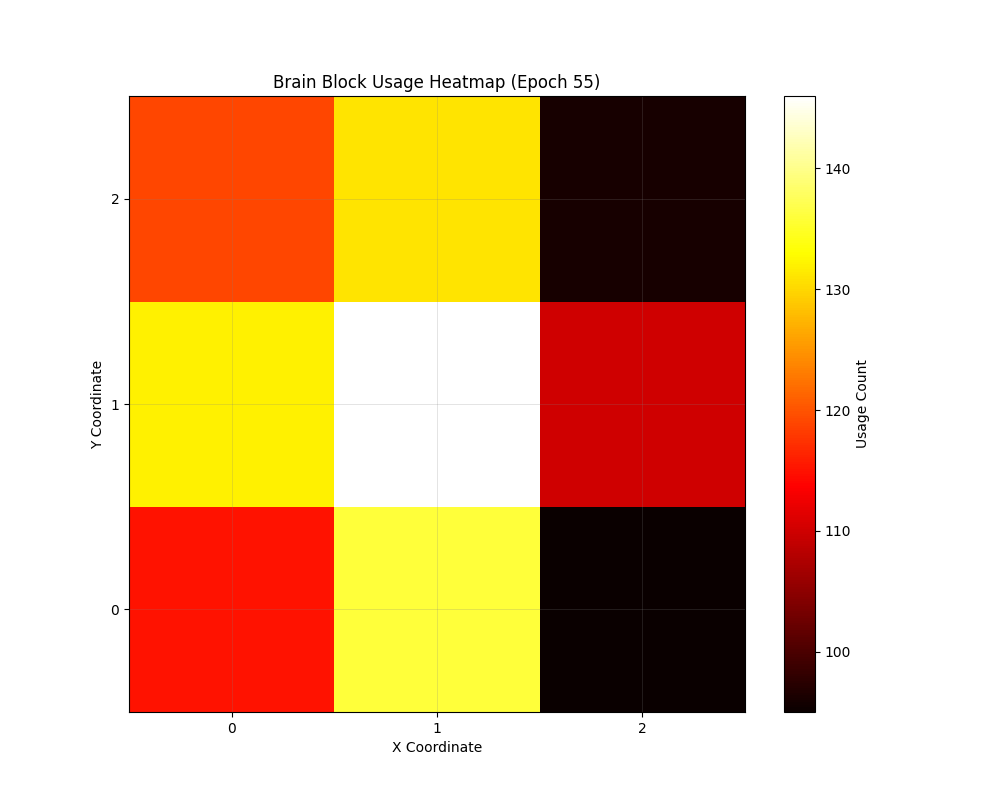 Brain Block Usage Heatmap (Epoch 55)
2
1
0
Y Coordinate
0 1 2
X Coordinate
140
130
120
110
100
Usage Count